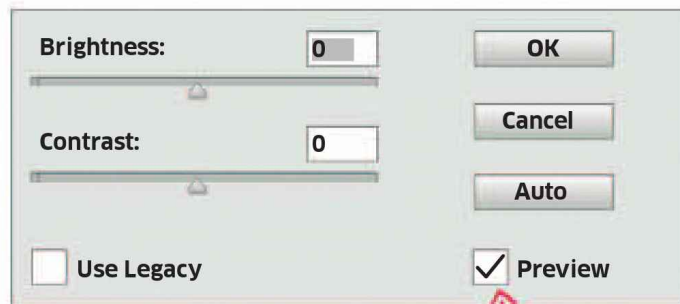 Brightness: 0 OK
Cancel
Contrast: 0
Auto
Use Legacy Preview